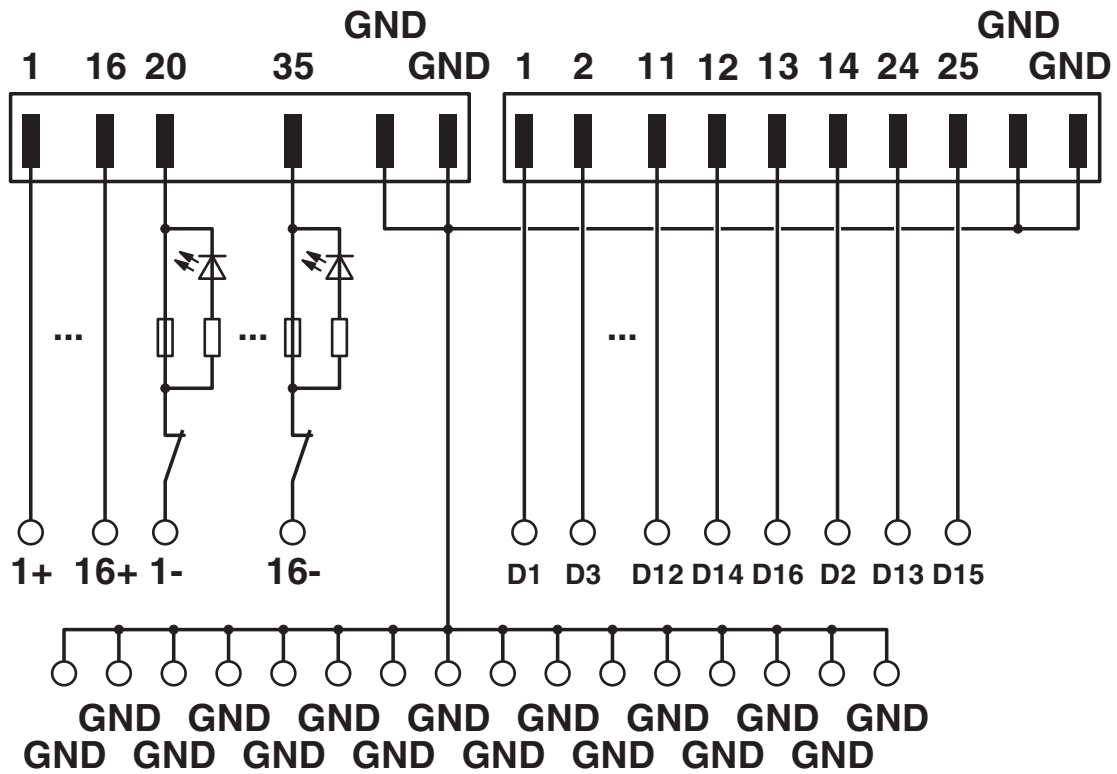 GND GND
1 16 20 35 GND 1 2 11 12 13 14 24 25 GND
... ... ...
1+ 16+ 1- 16- D1 D3 D12 D14 D16 D2 D13 D15
GND GND GND GND GND GND GND GND
GND GND GND GND GND GND GND GND